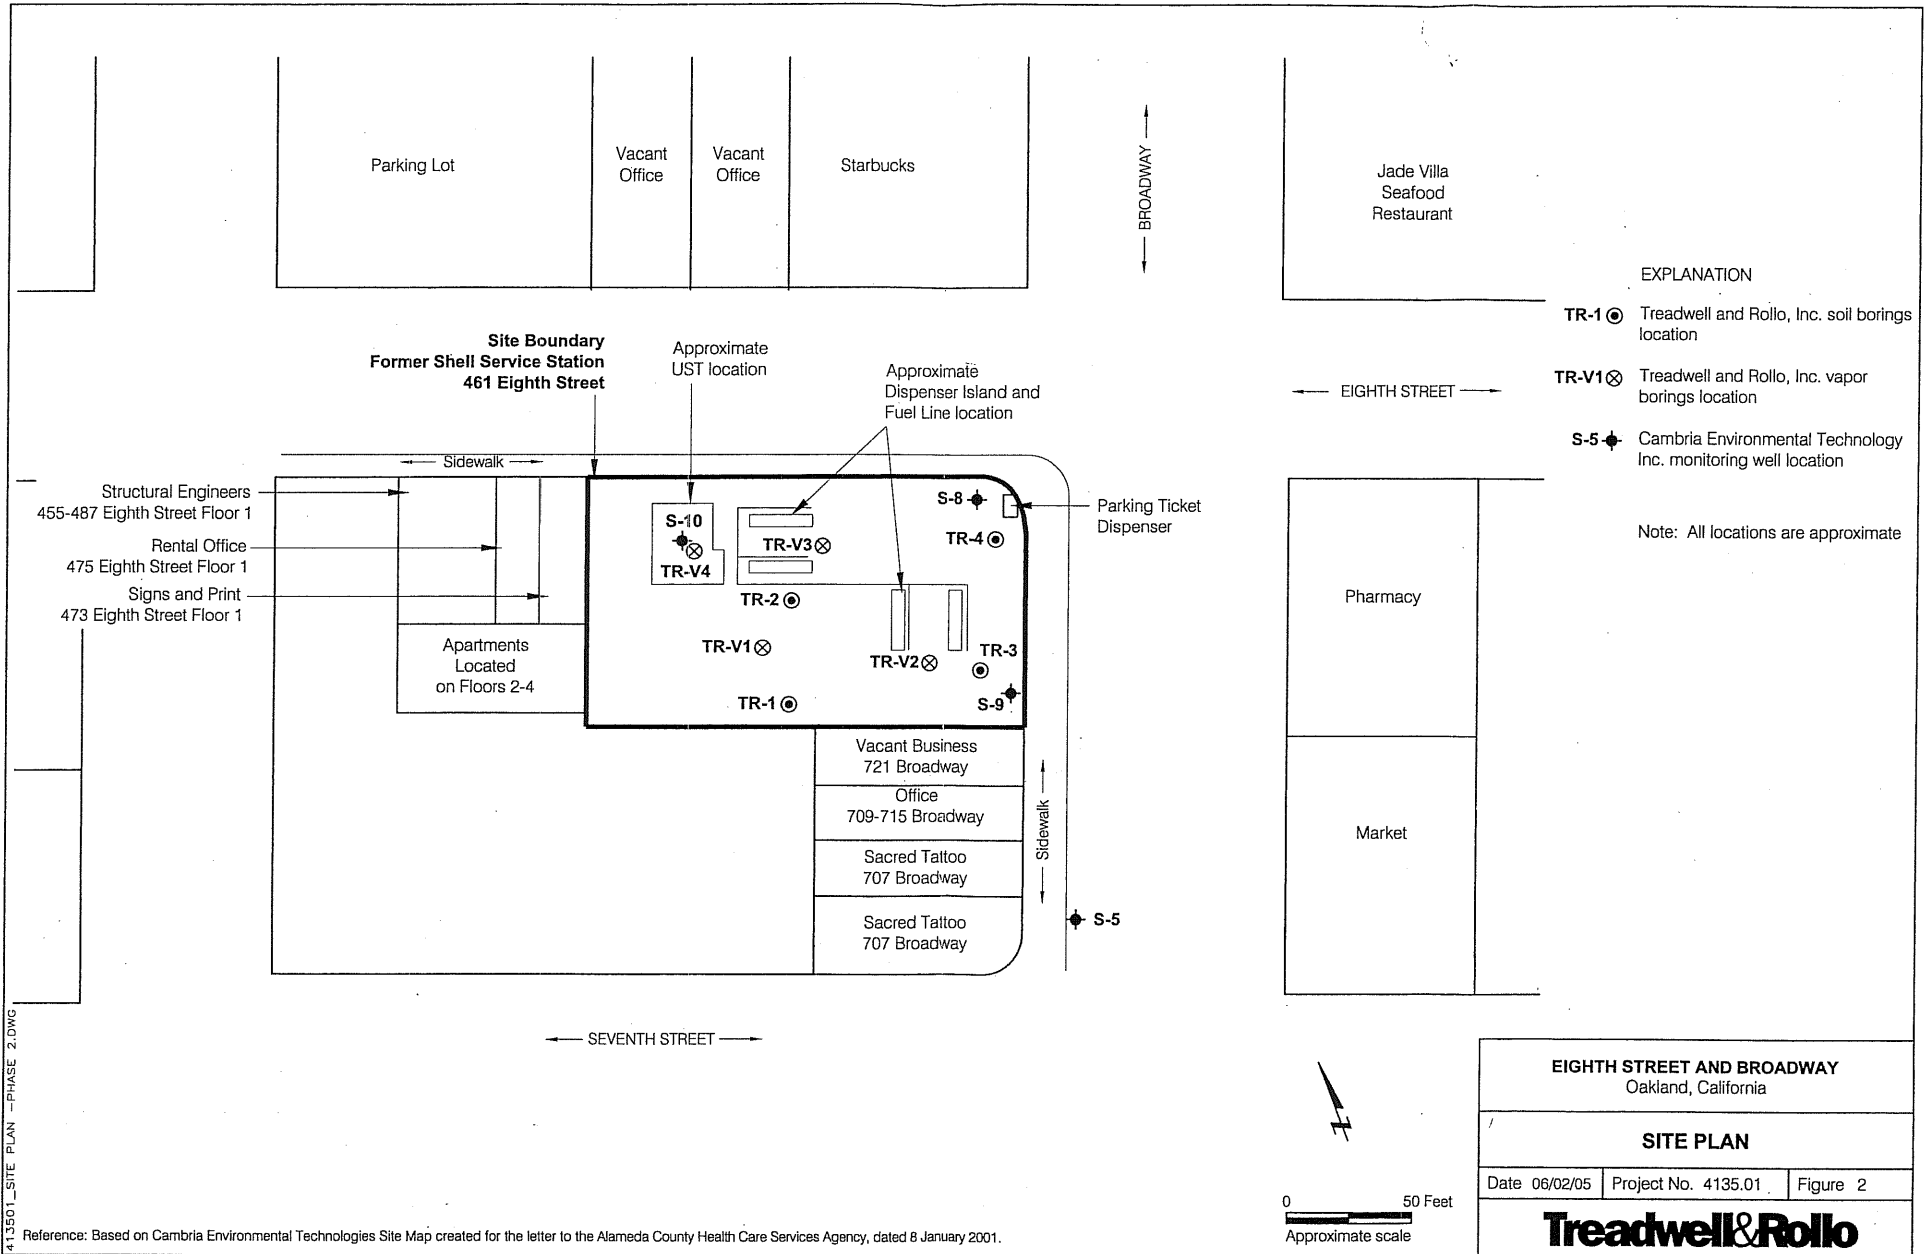 Parking Lot
Vacant
Office
Vacant
Office
Starbucks
BROADWAY
Jade Villa
Seafood
Restaurant
EXPLANATION
TR-1 Treadwell and Rollo, Inc. soil borings
location
TR-V1 Treadwell and Rollo, Inc. vapor
borings location
S-5 Cambria Environmental Technology
Inc. monitoring well location
Note: All locations are approximate
Site Boundary
Former Shell Service Station
461 Eighth Street
Approximate
UST location
Approximate
Dispenser Island and
Fuel Line location
EIGHTH STREET
Sidewalk
Structural Engineers
455-487 Eighth Street Floor 1
Rental Office
475 Eighth Street Floor 1
Signs and Print
473 Eighth Street Floor 1
Apartments
Located
on Floors 2-4
S-10
TR-V4
TR-V3
S-8
TR-4
Parking Ticket
Dispenser
TR-2
TR-V1
TR-V2
TR-3
TR-1
S-9
Pharmacy
Market
Vacant Business
721 Broadway
Office
709-715 Broadway
Sacred Tattoo
707 Broadway
Sacred Tattoo
707 Broadway
Sidewalk
S-5
SEVENTH STREET
0 50 Feet
Approximate scale
EIGHTH STREET AND BROADWAY
Oakland, California
SITE PLAN
Date 06/02/05 Project No. 4135.01 Figure 2
Treadwell&Rollo
413501_SITE PLAN -PHASE 2.DWG
Reference: Based on Cambria Environmental Technologies Site Map created for the letter to the Alameda County Health Care Services Agency, dated 8 January 2001.